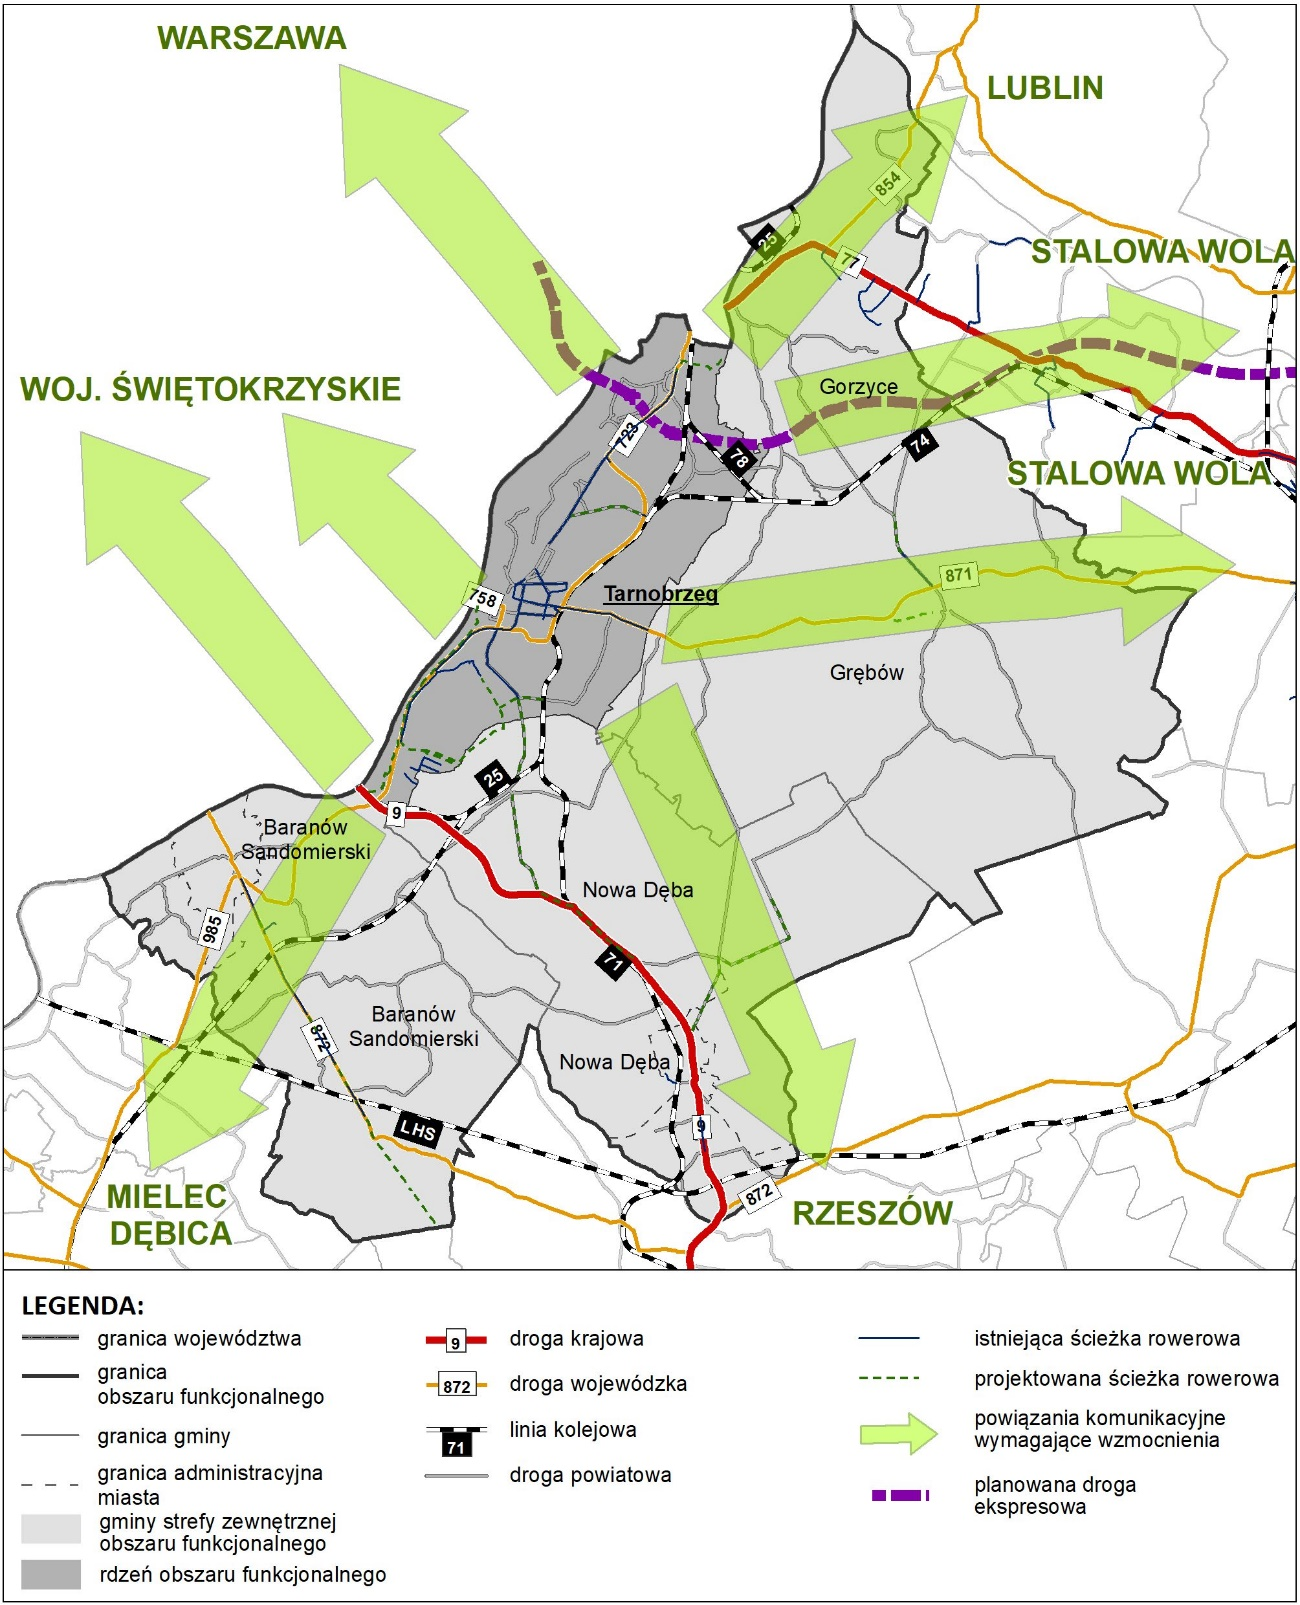 WARSZAWA
LUBLIN
854
25
STALOWA WOLA
77
WOJ. ŚWIĘTOKRZYSKIE
Gorzyce
723
74
78
STALOWA WOLA
871
758
Tarnobrzeg
Grębów
25
9
Baranów
Sandomierski
Nowa Dęba
985
71
Baranów
Sandomierski
872
Nowa Dęba
LHS
9
872
MIELEC
DĘBICA
RZESZÓW
LEGENDA:
granica województwa
granica
obszaru funkcjonalnego
granica gminy
granica administracyjna
miasta
gminy strefy zewnętrznej
obszaru funkcjonalnego
rdzeń obszaru funkcjonalnego
9 droga krajowa
872 droga wojewódzka
71 linia kolejowa
droga powiatowa
istniejąca ścieżka rowerowa
projektowana ścieżka rowerowa
powiązania komunikacyjne
wymagające wzmocnienia
planowana droga
ekspresowa